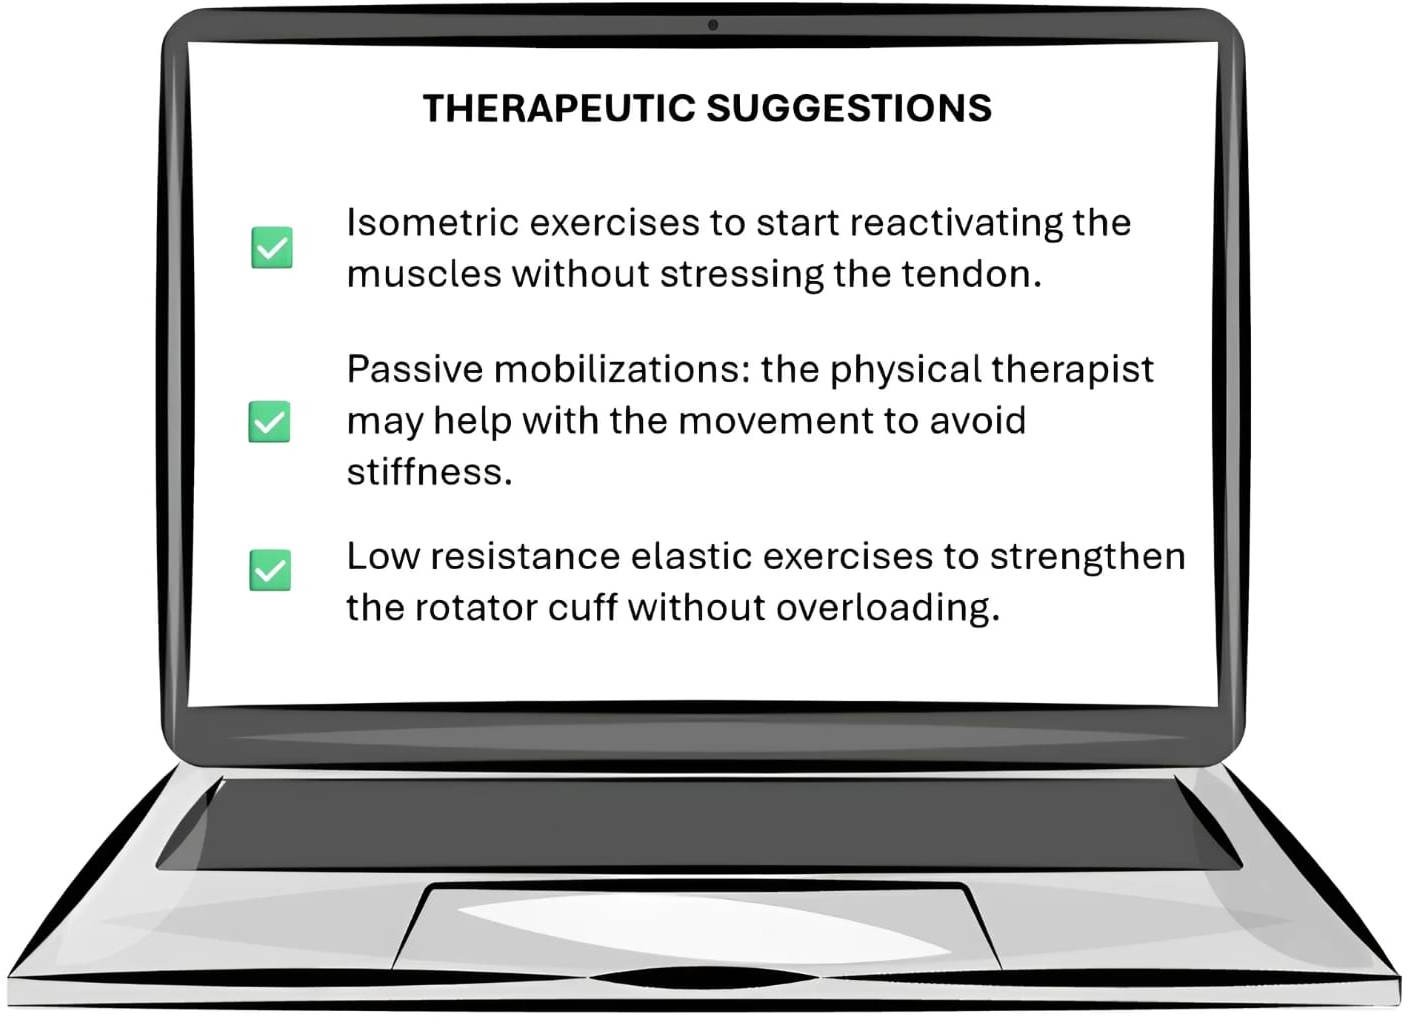 THERAPEUTIC SUGGESTIONS
Isometric exercises to start reactivating the
muscles without stressing the tendon.
Passive mobilizations: the physical therapist
may help with the movement to avoid
stiffness.
Low resistance elastic exercises to strengthen
the rotator cuff without overloading.